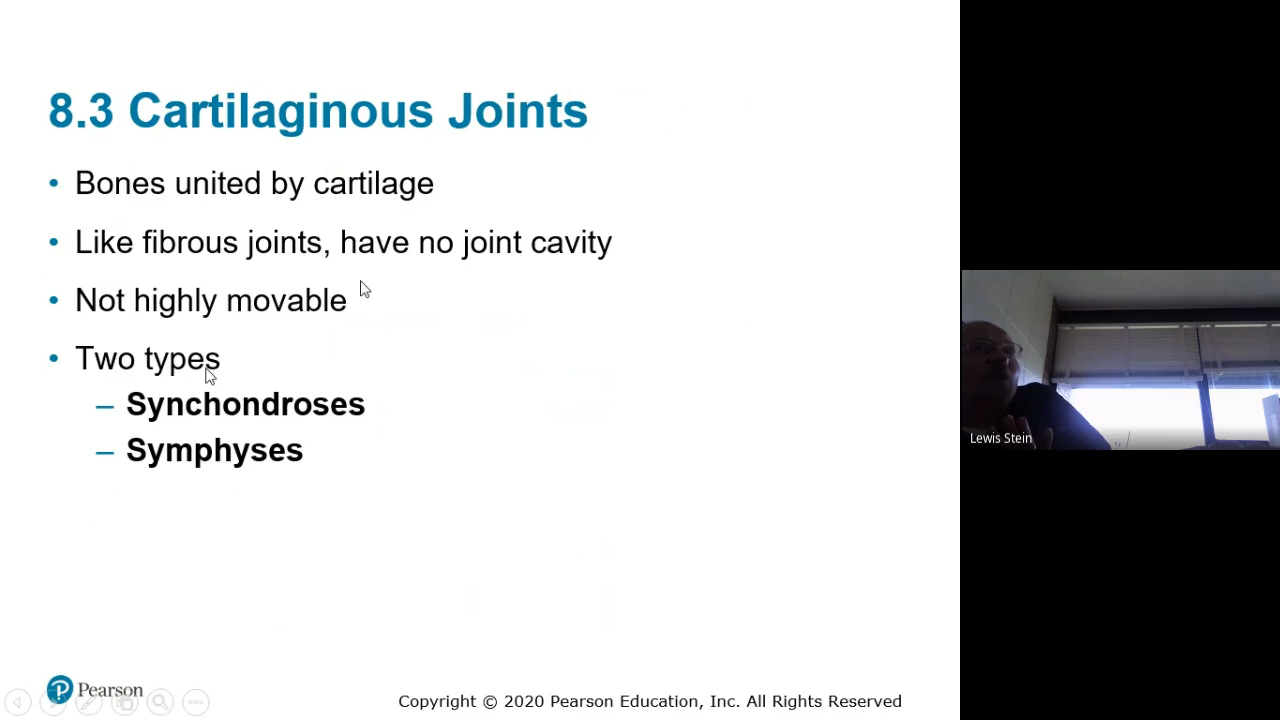 8.3 Cartilaginous Joints
• Bones united by cartilage
• Like fibrous joints, have no joint cavity
• Not highly movable
• Two types
– Synchondroses
– Symphyses
Lewis Stein
Pearson
Copyright © 2020 Pearson Education, Inc. All Rights Reserved